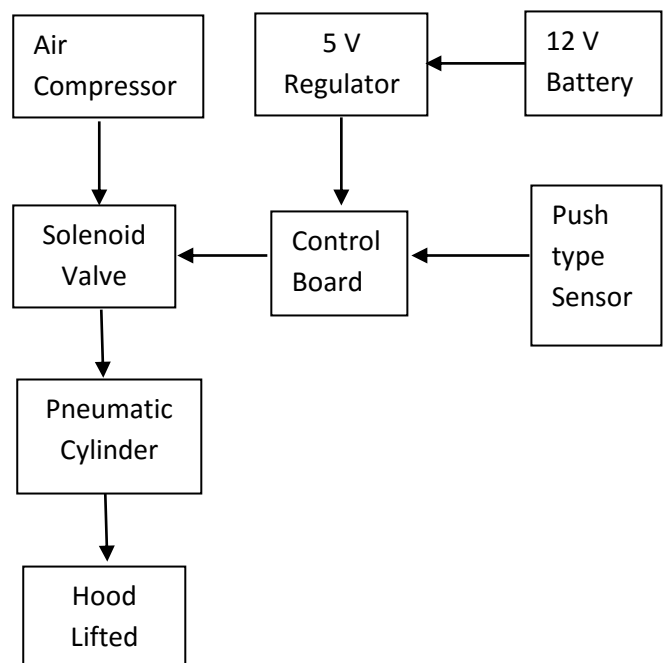 Air
Compressor
5 V
Regulator
12 V
Battery
Solenoid
Valve
Control
Board
Push
type
Sensor
Pneumatic
Cylinder
Hood
Lifted